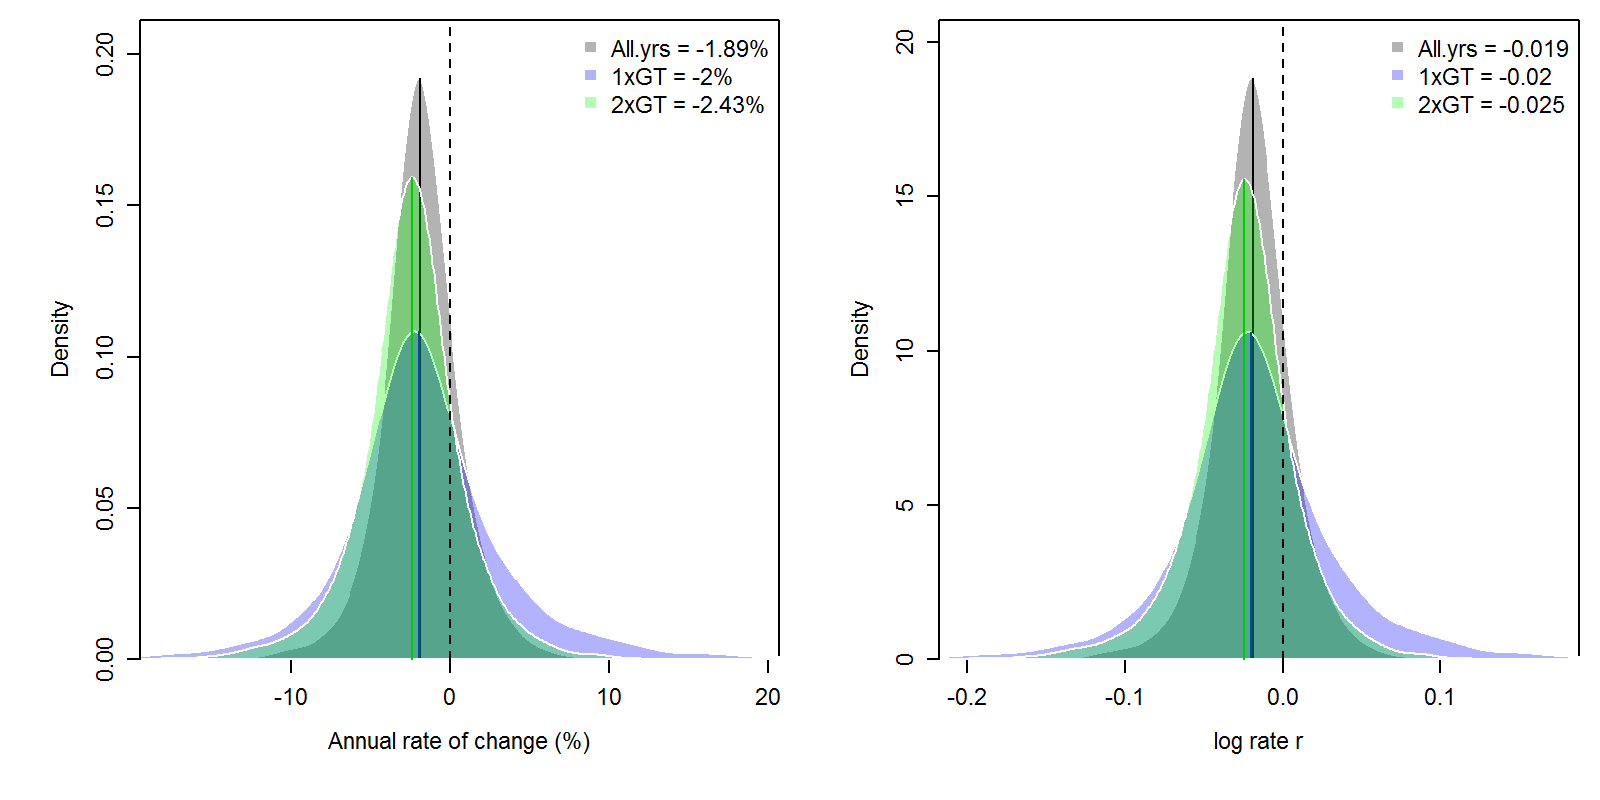 All.yrs = -1.89%
1xGT = -2%
2xGT = -2.43%
0.20
0.15
0.10
0.05
0.00
Density
-10 0 10 20
Annual rate of change (%)
All.yrs = -0.019
1xGT = -0.02
2xGT = -0.025
20
15
10
5
0
Density
-0.2 -0.1 0.0 0.1
log rate r